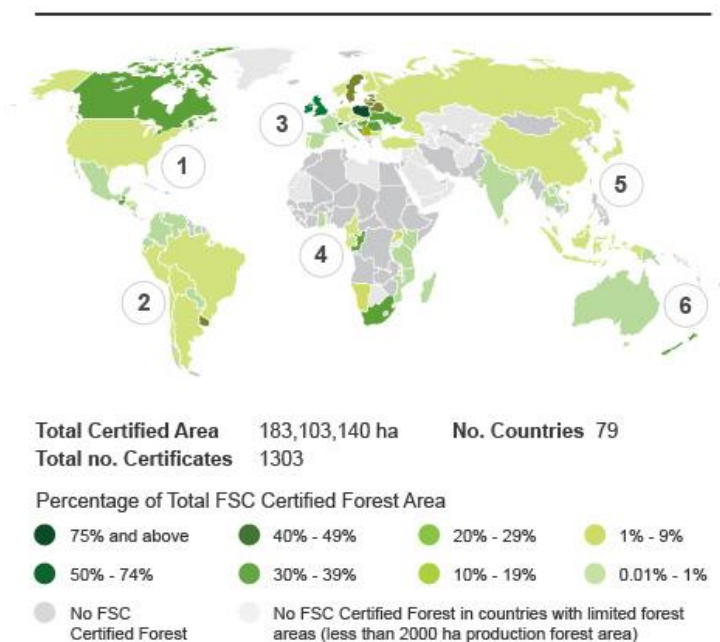 1
2
3
4
5
6
Total Certified Area 183,103,140 ha No. Countries 79
Total no. Certificates 1303
Percentage of Total FSC Certified Forest Area
75% and above 40% - 49% 20% - 29% 1% - 9%
50% - 74% 30% - 39% 10% - 19% 0.01% - 1%
No FSC No FSC Certified Forest in countries with limited forest
Certified Forest areas (less than 2000 ha production forest area)